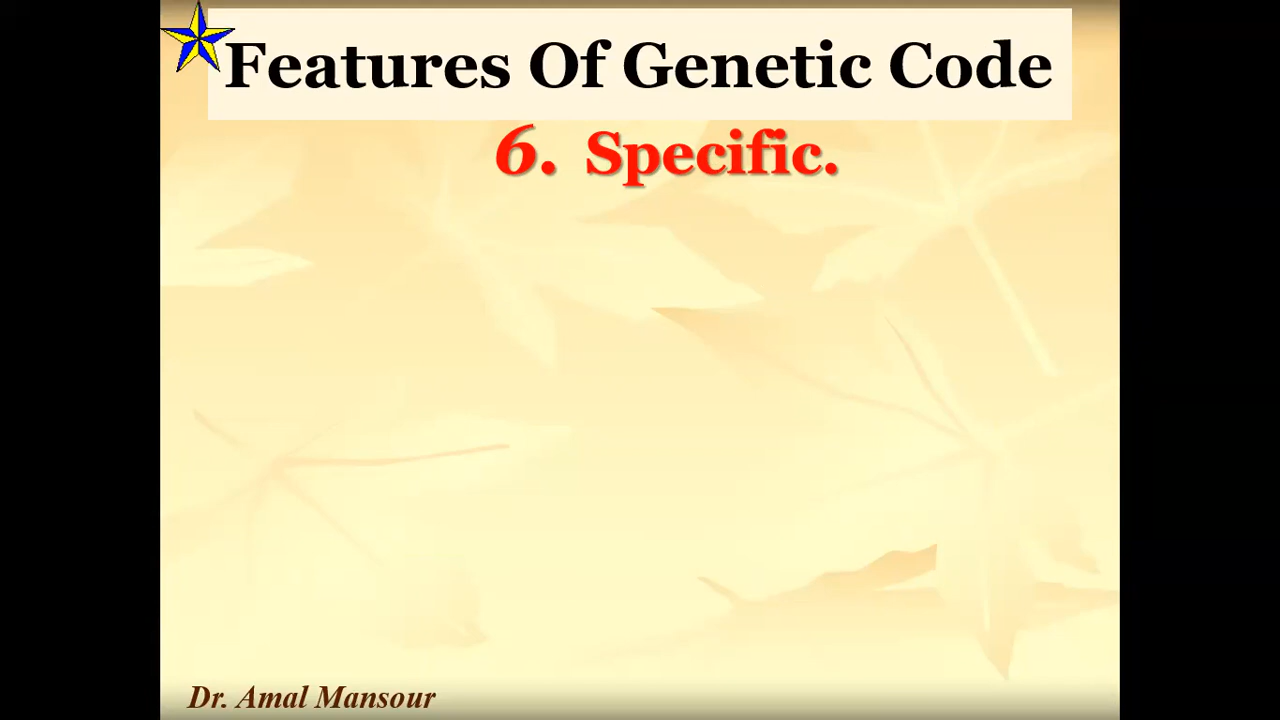 Features Of Genetic Code
6. Specific.
Dr. Amal Mansour